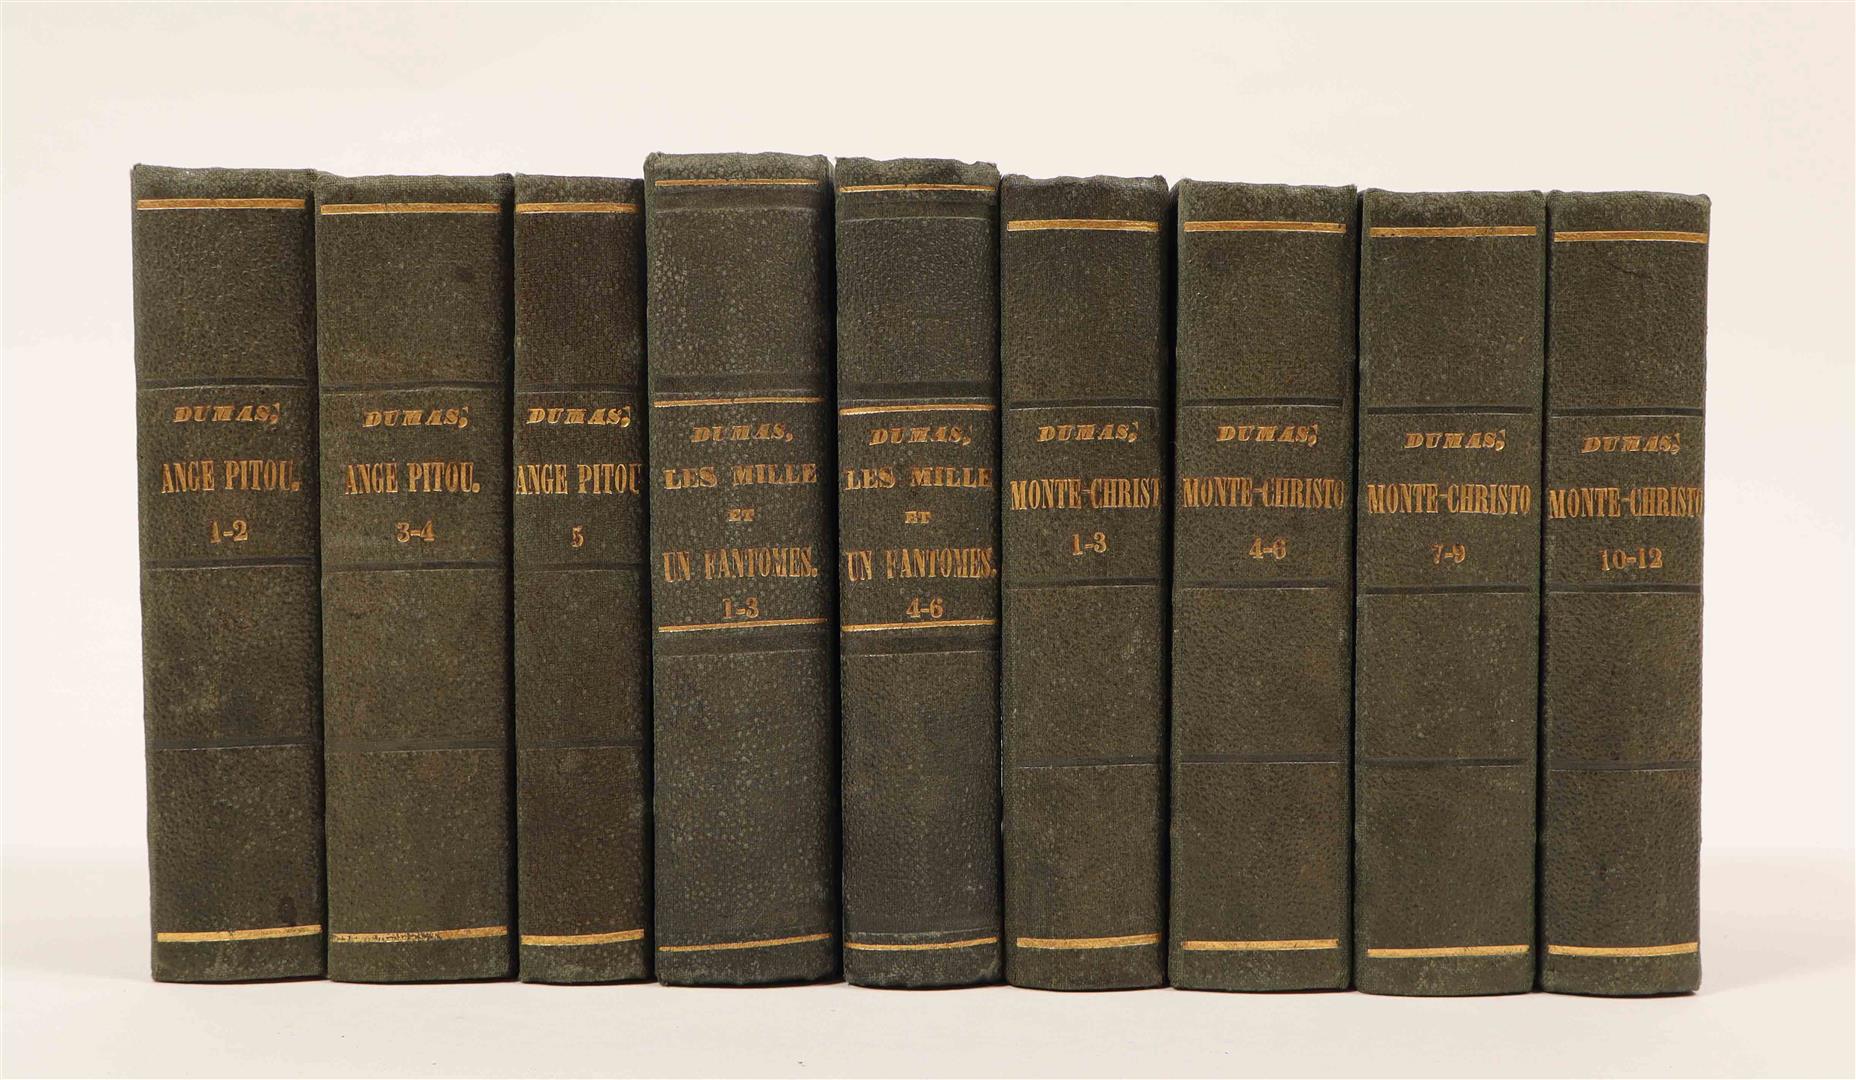 DUMAS,
ANGE PITOU.
1-2
DUMAS,
ANGE PITOU.
3-4
DUMAS,
ANGE PITOU
5
DUMAS,
LES MILLE
ET
UN FANTOMES.
1-3
DUMAS,
LES MILLE
ET
UN FANTOMES.
4-6
DUMAS,
MONTE-CHRIST
1-3
DUMAS,
MONTE-CHRISTO
4-6
DUMAS,
MONTE-CHRISTO
7-9
DUMAS,
MONTE-CHRISTO
10-12